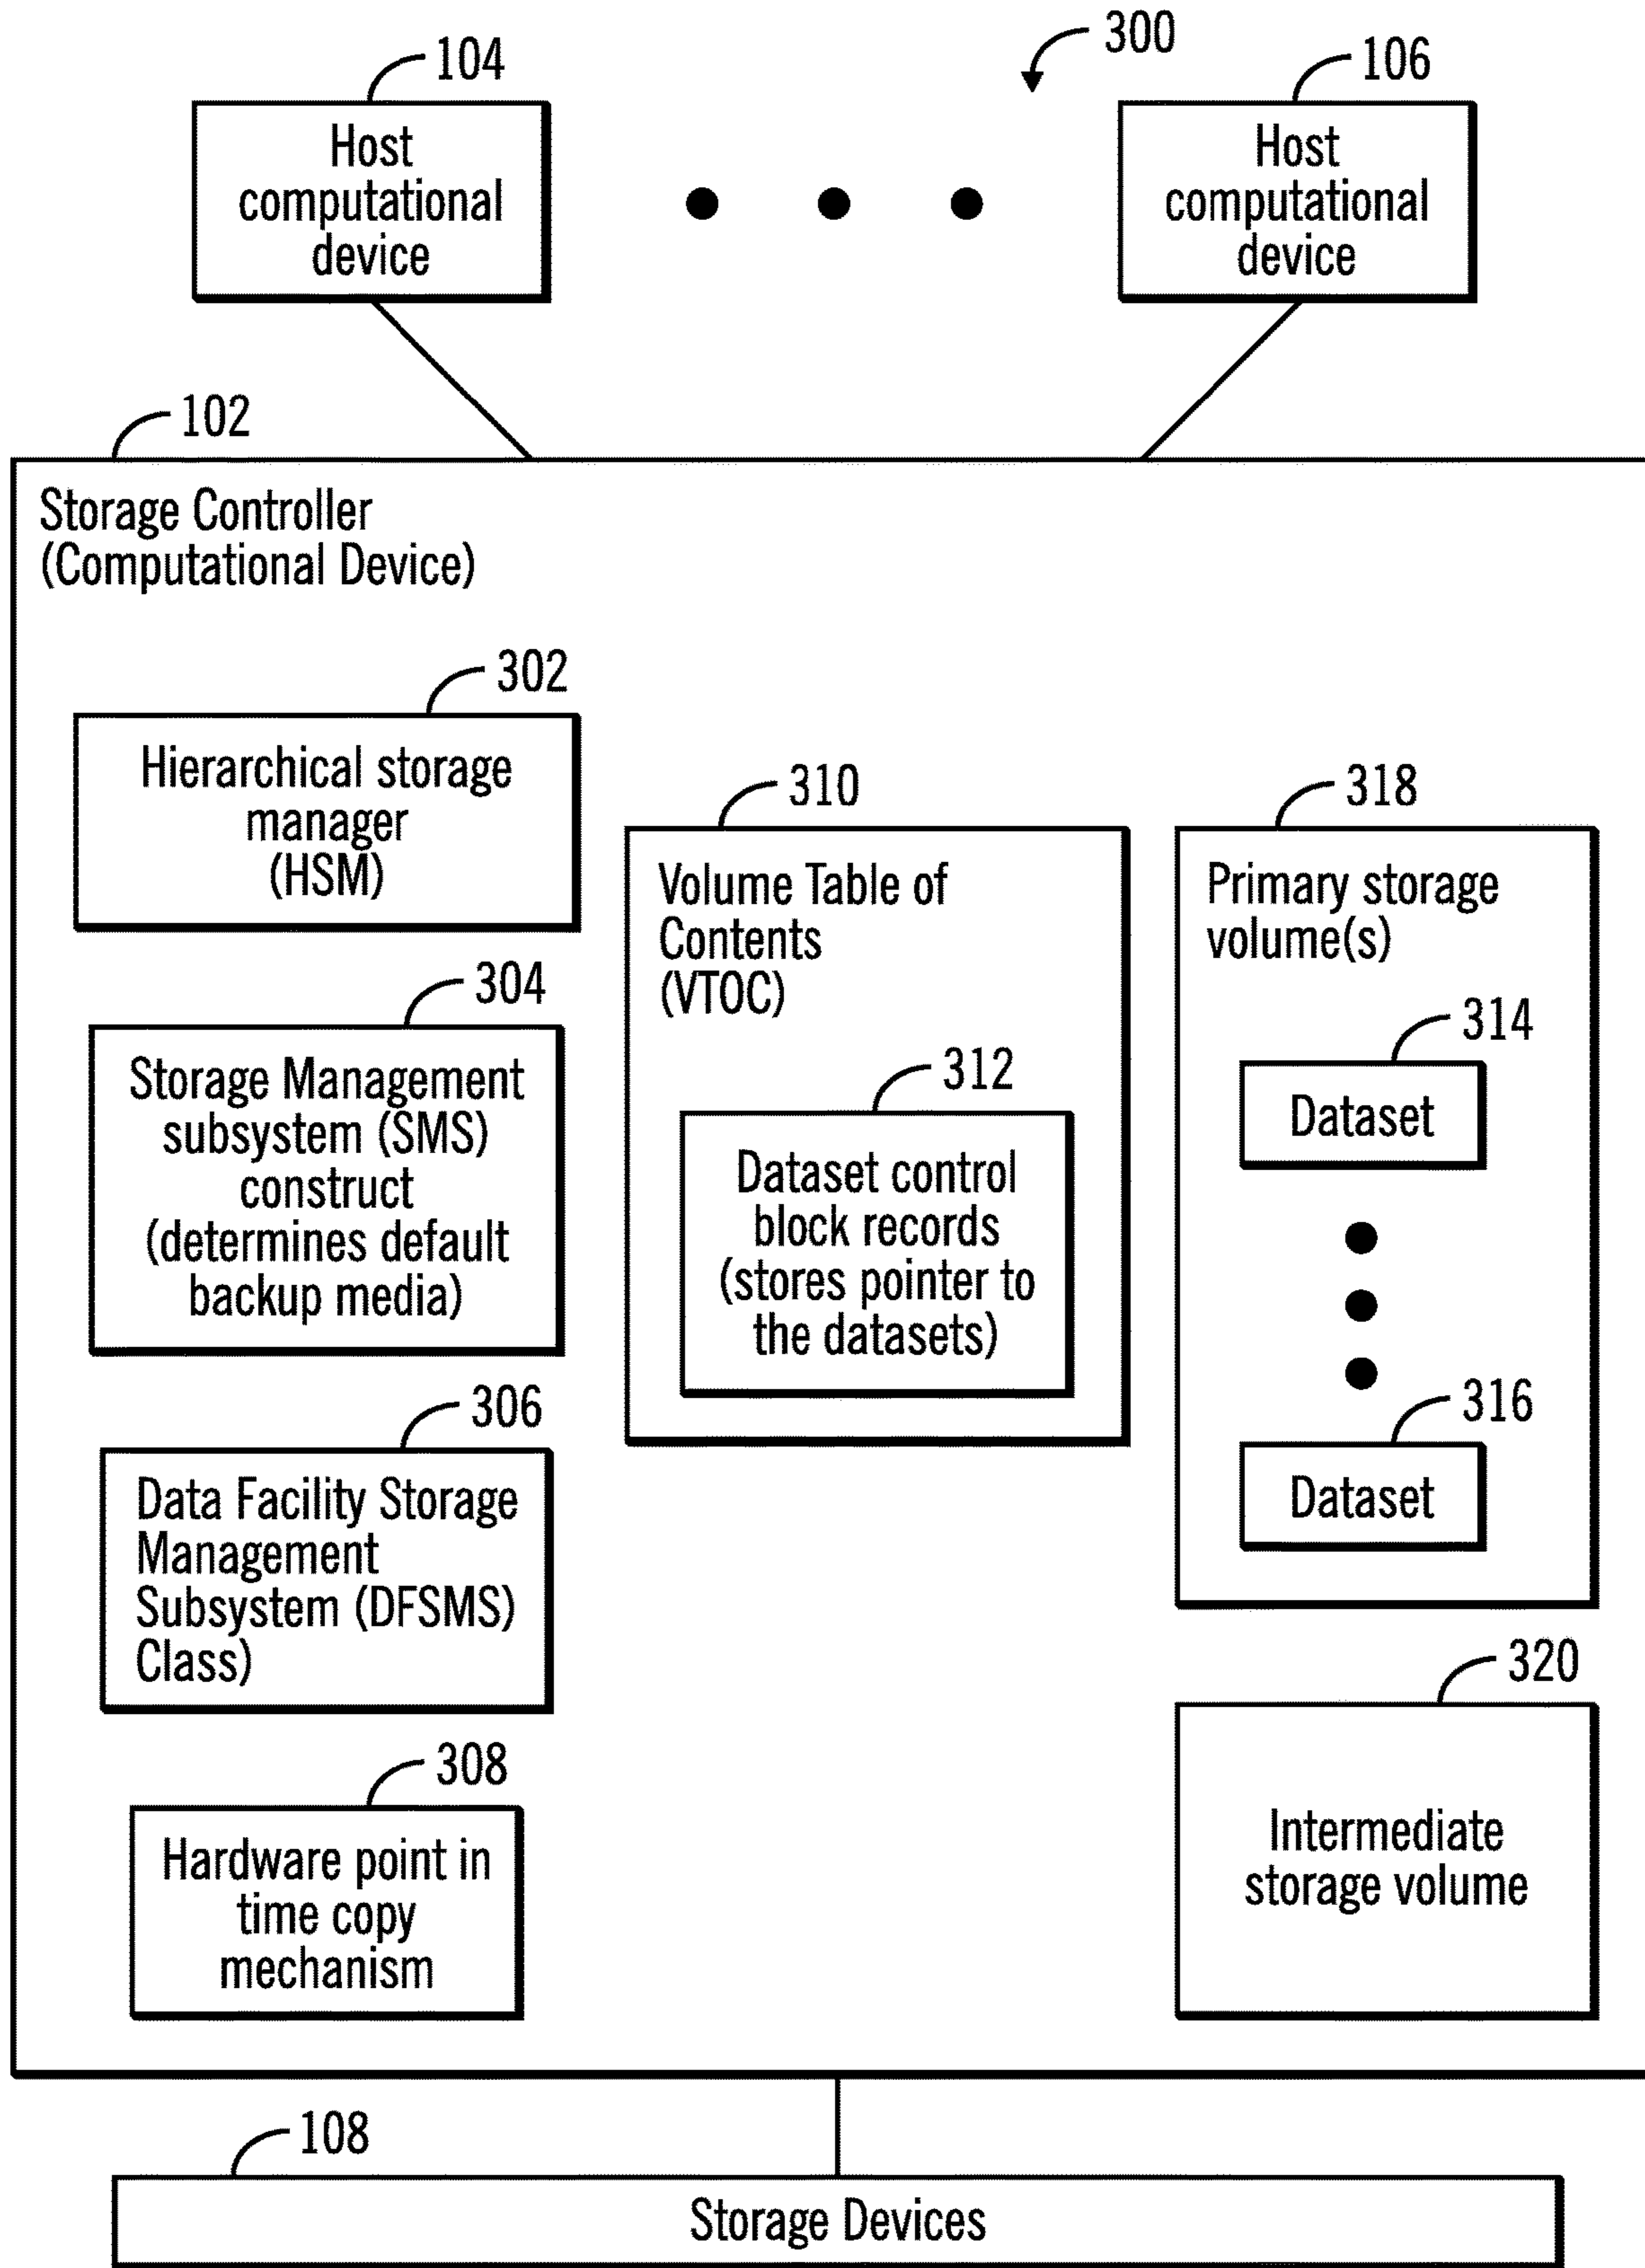 300
104
106
Host
computational
device
Host
computational
device
102
Storage Controller
(Computational Device)
302
Hierarchical storage
manager
(HSM)
304
Storage Management
subsystem (SMS)
construct
(determines default
backup media)
306
Data Facility Storage
Management
Subsystem (DFSMS)
Class)
308
Hardware point in
time copy
mechanism
310
Volume Table of
Contents
(VTOC)
312
Dataset control
block records
(stores pointer to
the datasets)
318
Primary storage
volume(s)
314
Dataset
316
Dataset
320
Intermediate
storage volume
108
Storage Devices